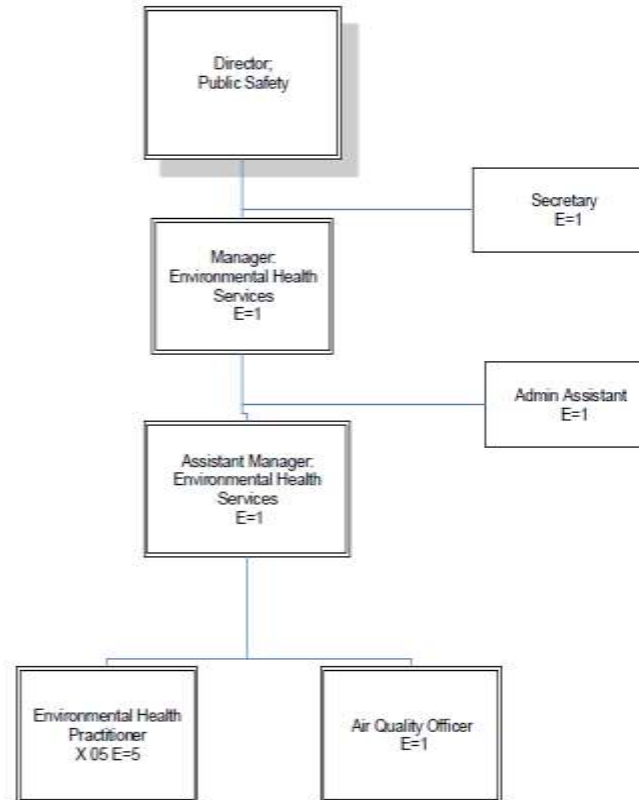 Director;
Public Safety
Secretary
E=1
Manager:
Environmental Health
Services
E=1
Admin Assistant
E=1
Assistant Manager:
Environmental Health
Services
E=1
Environmental Health
Practitioner
X 05 E=5
Air Quality Officer
E=1